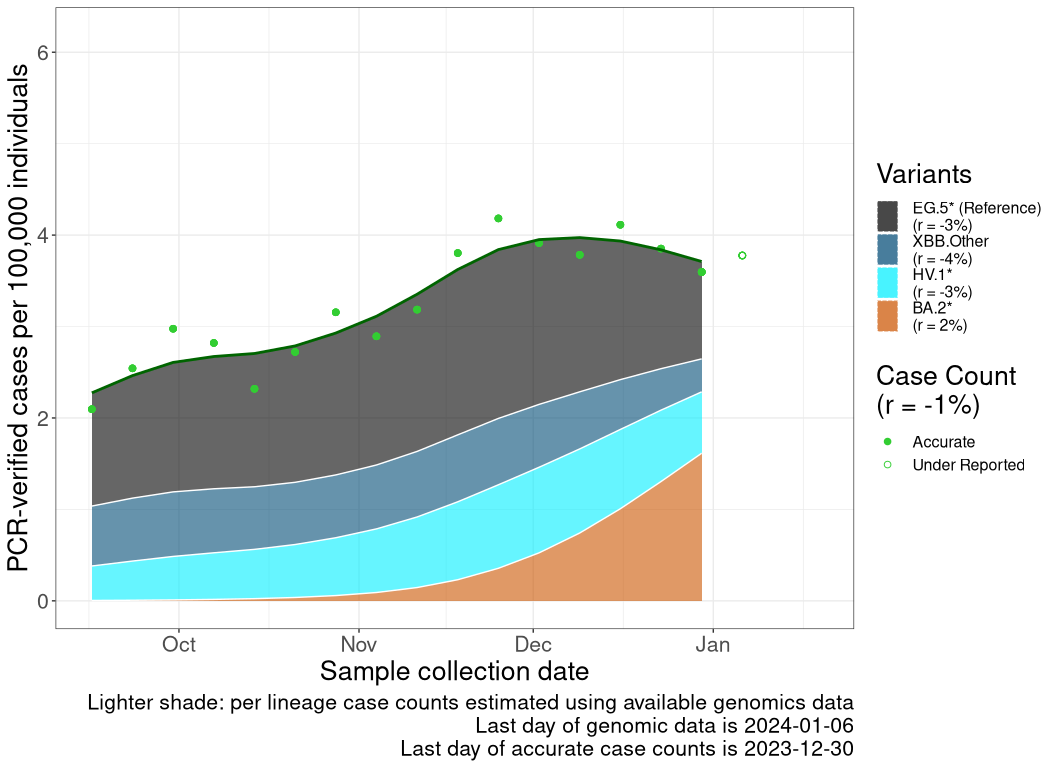 PCR-verified cases per 100,000 individuals
6
4
2
0
Oct
Nov
Dec
Jan
Sample collection date
Lighter shade: per lineage case counts estimated using available genomics data
Last day of genomic data is 2024-01-06
Last day of accurate case counts is 2023-12-30
Variants
EG.5* (Reference)
(r = -3%)
XBB.Other
(r = -4%)
HV.1*
(r = -3%)
BA.2*
(r = 2%)
Case Count
(r = -1%)
Accurate
Under Reported